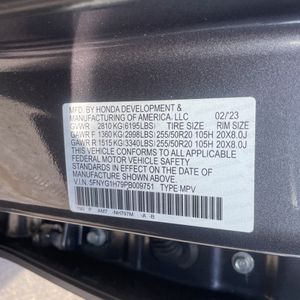 MFD. BY HONDA DEVELOPMENT &
MANUFACTURING OF AMERICA, LLC 02/'23
GVWR 2810 KG(6195LBS) TIRE SIZE RIM SIZE
GAWR F 1360 KG(2998LBS) 255/50R20 105H 20X8.0J
GAWR R 1515 KG(3340LBS) 255/50R20 105H 20X8.0J
THIS VEHICLE CONFORMS TO ALL APPLICABLE
FEDERAL MOTOR VEHICLE SAFETY
STANDARDS IN EFFECT ON THE DATE OF
MANUFACTURE SHOWN ABOVE.
V.I.N.: 5FNYG1H79PB009751 TYPE MPV
NH797M A B